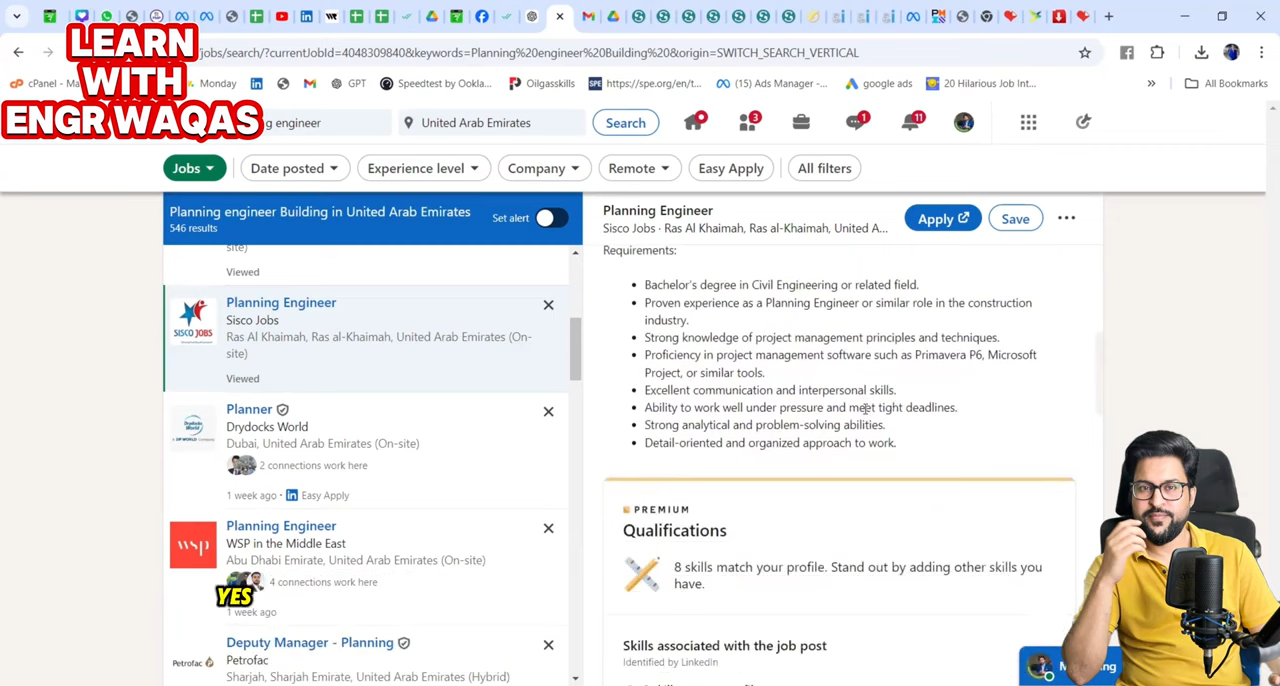 LEARN
WITH
ENGR WAQAS
jobs/search/?currentJobId=4048309840&keywords=Planning%20engineer%20Building%20&origin=SWITCH_SEARCH_VERTICAL
cPanel
Monday
GPT
Speedtest by Ookla...
Oilgasskills
https://spe.org/en/t...
(15) Ads Manager -...
google ads
20 Hilarious Job Int...
»
All Bookmarks
engineer
United Arab Emirates
Search
3
1
11
Jobs
Date posted
Experience level
Company
Remote
Easy Apply
All filters
Planning engineer Building in United Arab Emirates
546 results
Set alert
site)
Viewed
Planning Engineer
Sisco Jobs
Ras Al Khaimah, Ras al-Khaimah, United Arab Emirates (On-
site)
Viewed
SISCO JOBS
Planner
Drydocks World
Dubai, United Arab Emirates (On-site)
2 connections work here
1 week ago • Easy Apply
Drydocks
World
Planning Engineer
WSP in the Middle East
Abu Dhabi Emirate, United Arab Emirates (On-site)
4 connections work here
1 week ago
wsp
YES
Deputy Manager - Planning
Petrofac
Sharjah, Sharjah Emirate, United Arab Emirates (Hybrid)
Petrofac
Planning Engineer
Sisco Jobs · Ras Al Khaimah, Ras al-Khaimah, United A...
Apply
Save
Requirements:
Bachelor's degree in Civil Engineering or related field.
Proven experience as a Planning Engineer or similar role in the construction
industry.
Strong knowledge of project management principles and techniques.
Proficiency in project management software such as Primavera P6, Microsoft
Project, or similar tools.
Excellent communication and interpersonal skills.
Ability to work well under pressure and meet tight deadlines.
Strong analytical and problem-solving abilities.
Detail-oriented and organized approach to work.
PREMIUM
Qualifications
8 skills match your profile. Stand out by adding other skills you
have.
Skills associated with the job post
Identified by LinkedIn